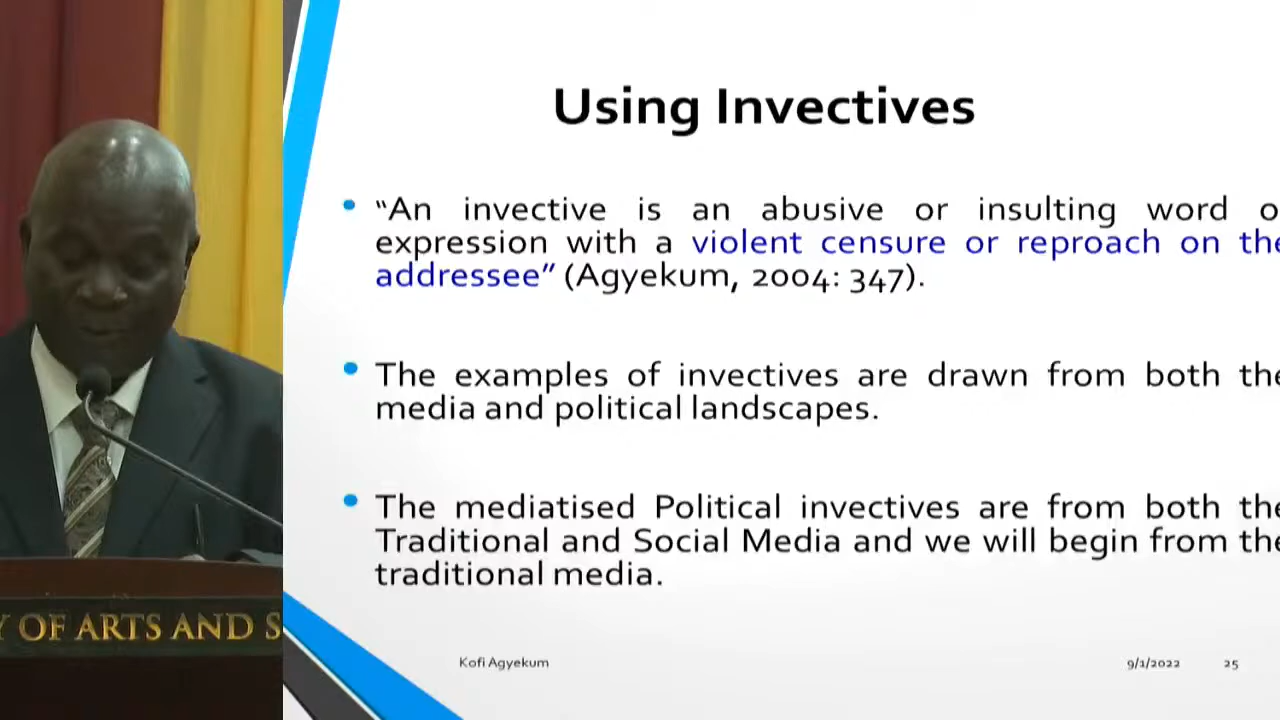 Using Invectives
• “An invective is an abusive or insulting word o
expression with a violent censure or reproach on the
addressee” (Agyekum, 2004: 347).
• The examples of invectives are drawn from both the
media and political landscapes.
• The mediatised Political invectives are from both the
Traditional and Social Media and we will begin from the
traditional media.
Kofi Agyekum 9/1/2022 25
Y OF ARTS AND S